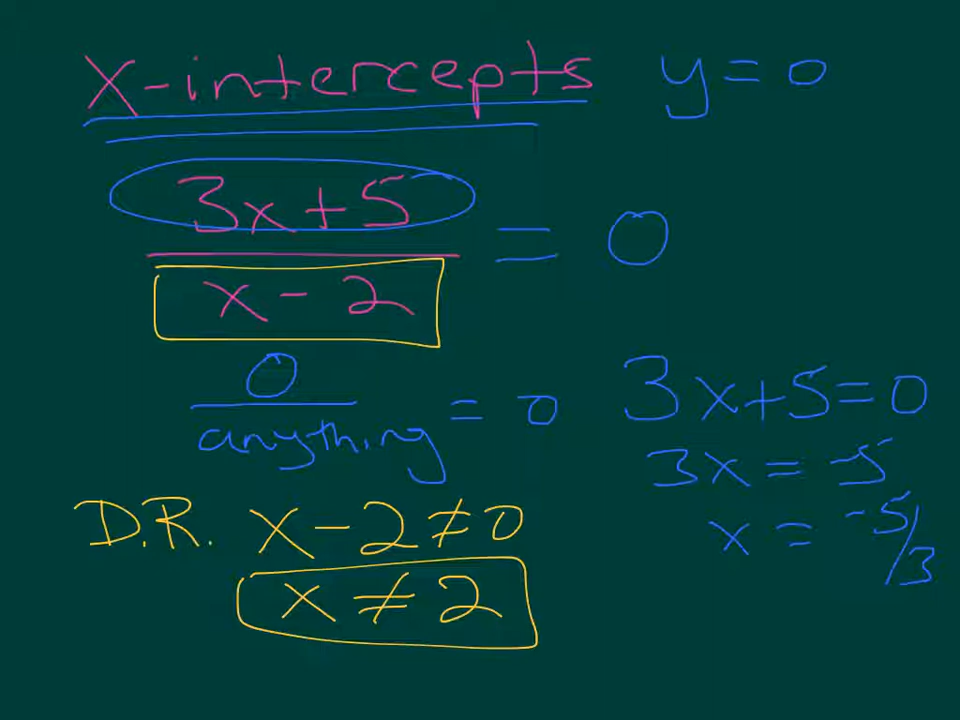 X-intercepts y = 0
3x + 5
x - 2
= 0
0
anything
= 0
3x + 5 = 0
3x = -5
x = -5/3
D.R. x - 2 ≠ 0
x ≠ 2